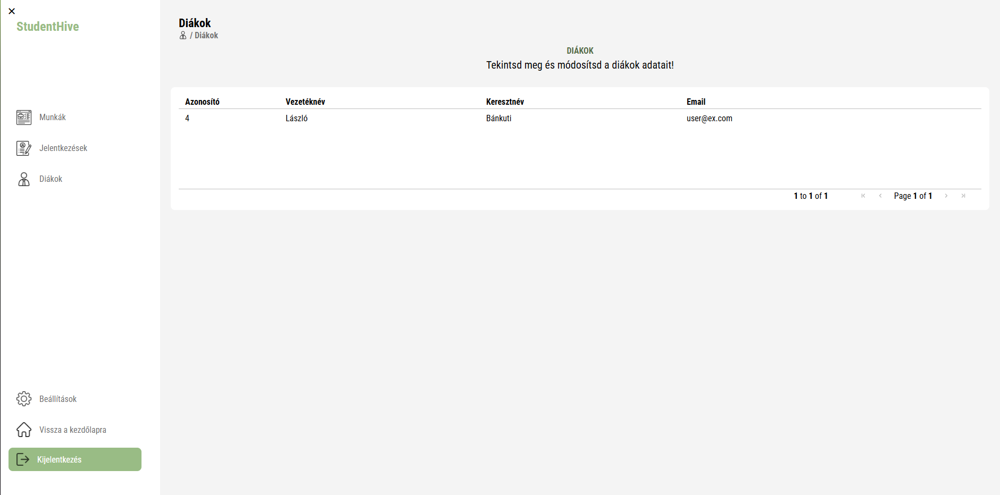 StudentHive
Munkák
Jelentkezések
Diákok
Beállítások
Vissza a kezdőlapra
Kijelentkezés
Diákok
/ Diákok
DIÁKOK
Tekintsd meg és módosítsd a diákok adatait!
Azonosító Vezetéknév Keresztnév Email
4 László Bánkuti user@ex.com
1 to 1 of 1 Page 1 of 1